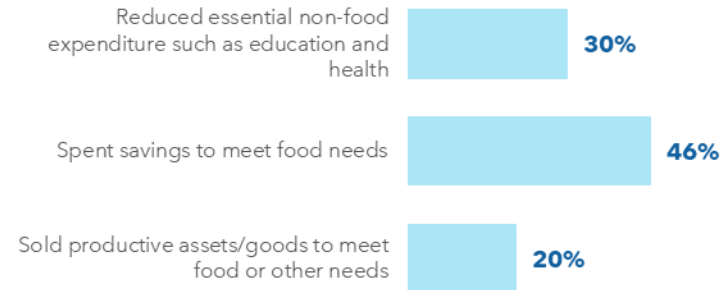 Reduced essential non-food
expenditure such as education and
health
30%
Spent savings to meet food needs
46%
Sold productive assets/goods to meet
food or other needs
20%